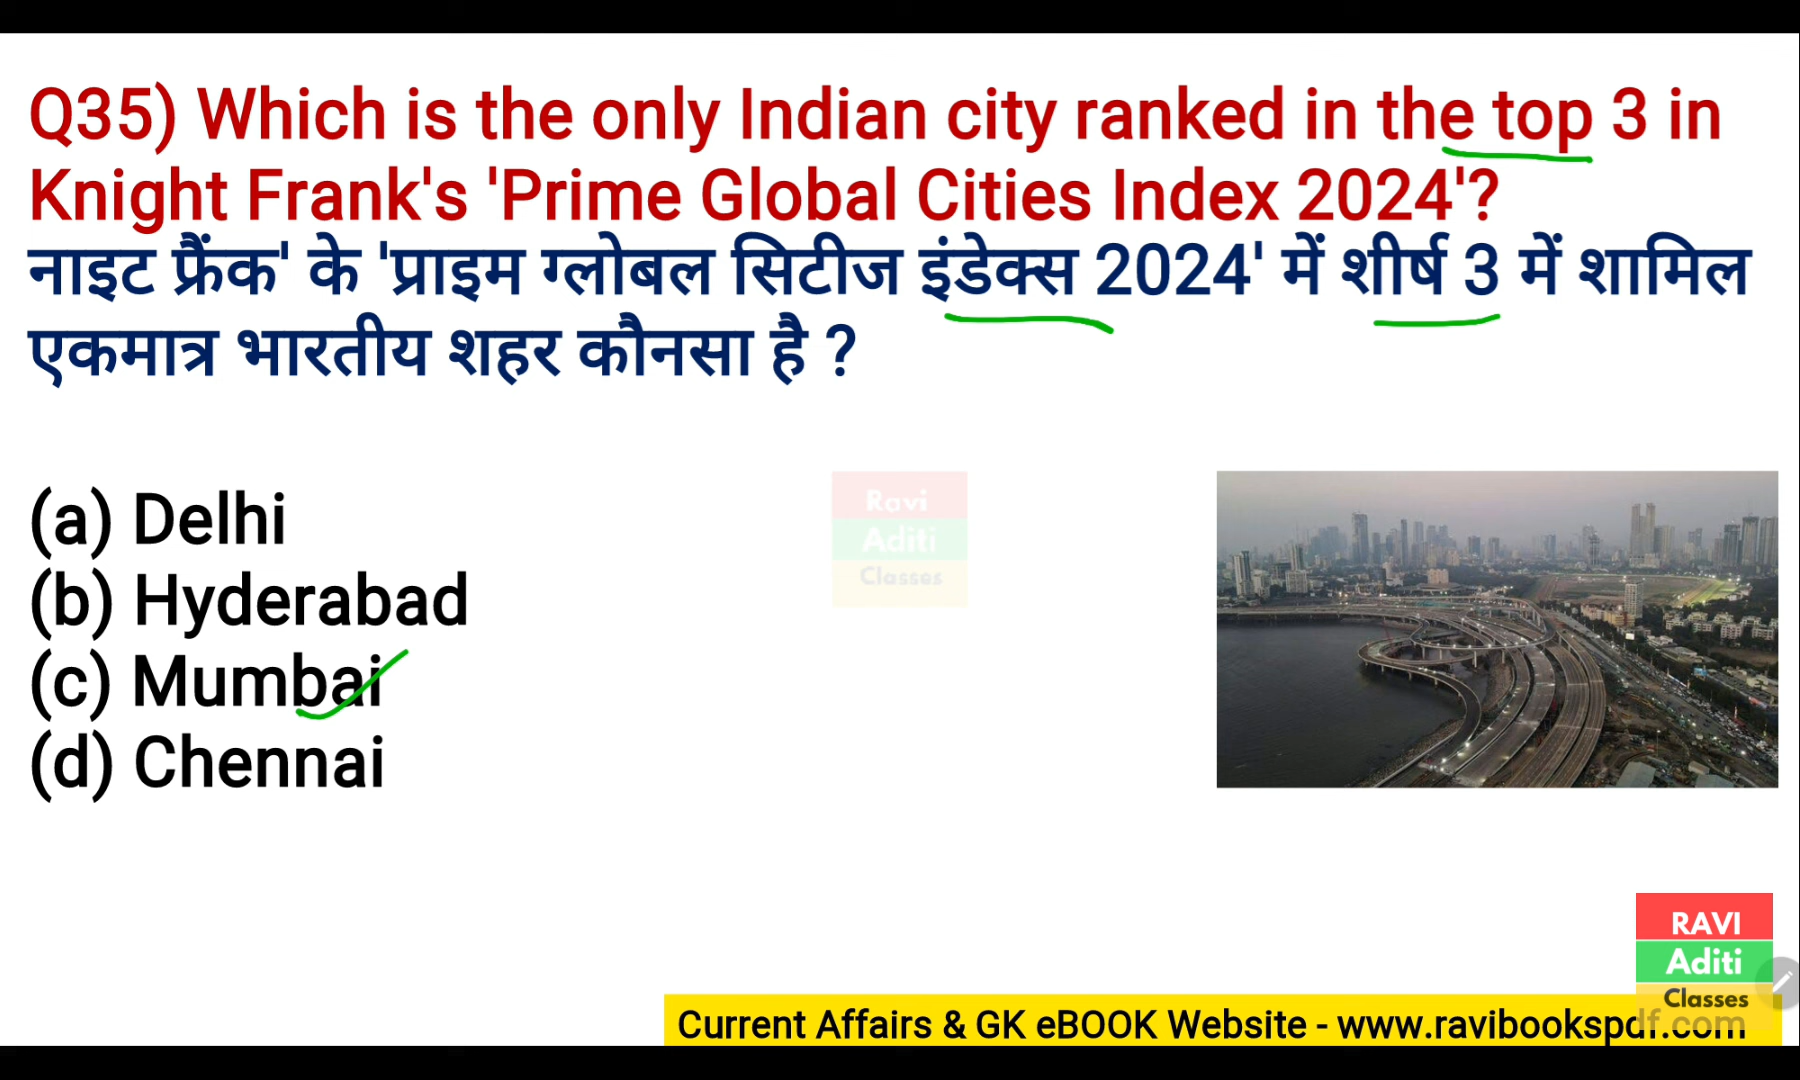 Q35) Which is the only Indian city ranked in the top 3 in
Knight Frank's 'Prime Global Cities Index 2024'?
नाइट फ्रैंक' के 'प्राइम ग्लोबल सिटीज इंडेक्स 2024' में शीर्ष 3 में शामिल
एकमात्र भारतीय शहर कौनसा है ?
(a) Delhi
(b) Hyderabad
(c) Mumbai
(d) Chennai
Ravi
Aditi
Classes
RAVI
Aditi
Classes
Current Affairs & GK eBOOK Website - www.ravibookspdf.com